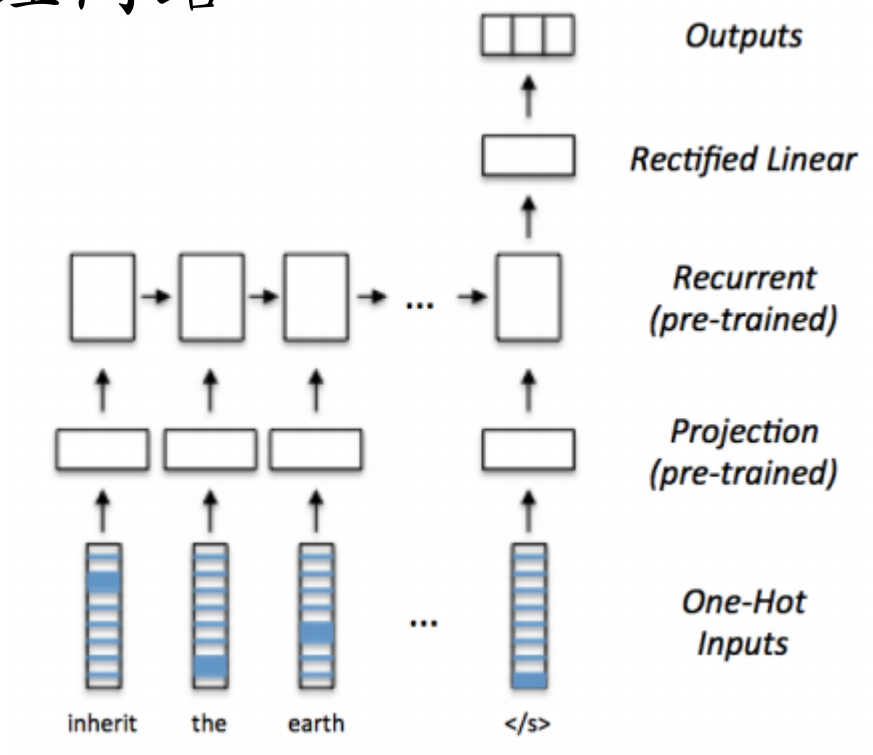 Outputs
Rectified Linear
Recurrent
(pre-trained)
...
Projection
(pre-trained)
One-Hot
Inputs
...
inherit the earth </s>